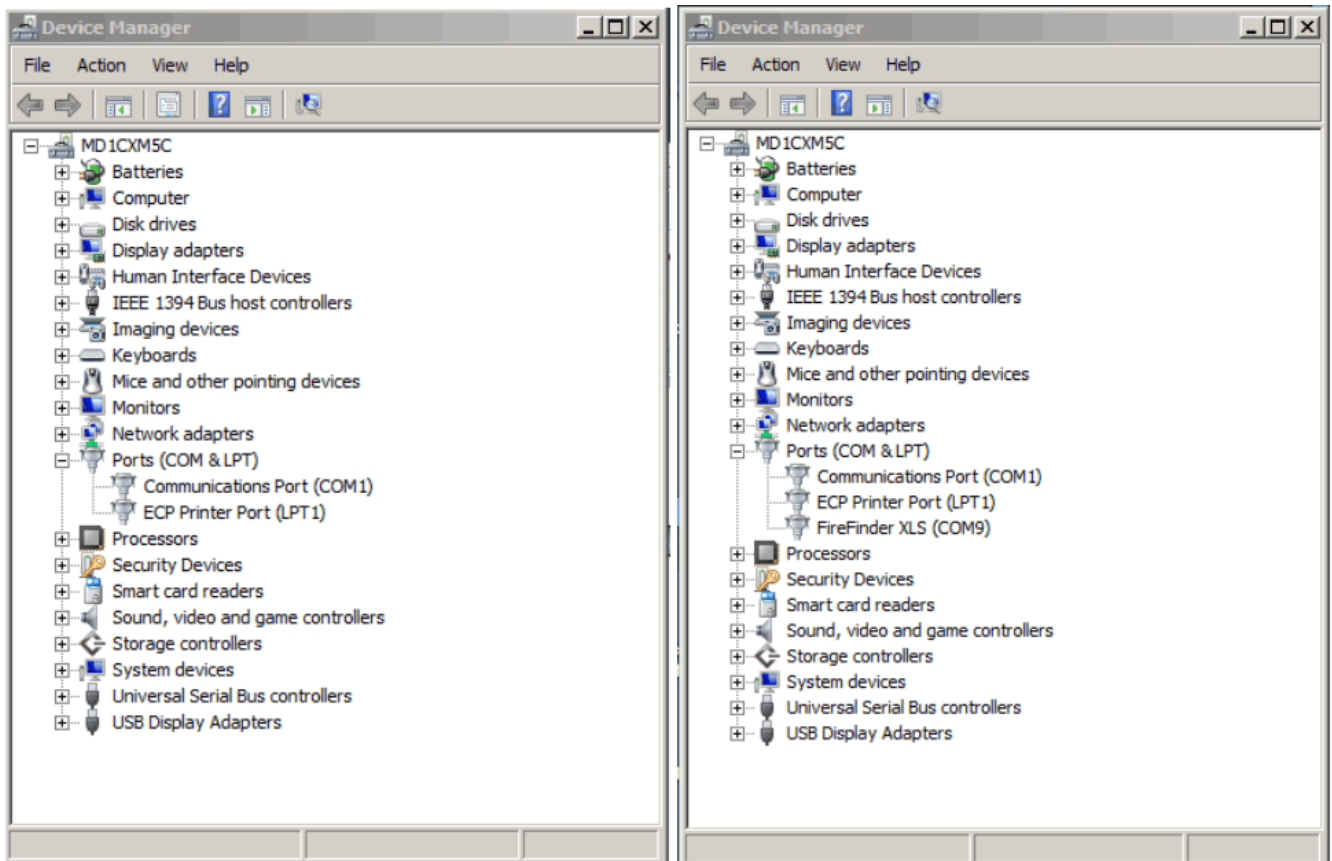 Device Manager
File Action View Help
MD1CXM5C
Batteries
Computer
Disk drives
Display adapters
Human Interface Devices
IEEE 1394 Bus host controllers
Imaging devices
Keyboards
Mice and other pointing devices
Monitors
Network adapters
Ports (COM & LPT)
Communications Port (COM1)
ECP Printer Port (LPT1)
Processors
Security Devices
Smart card readers
Sound, video and game controllers
Storage controllers
System devices
Universal Serial Bus controllers
USB Display Adapters
Device Manager
File Action View Help
MD1CXM5C
Batteries
Computer
Disk drives
Display adapters
Human Interface Devices
IEEE 1394 Bus host controllers
Imaging devices
Keyboards
Mice and other pointing devices
Monitors
Network adapters
Ports (COM & LPT)
Communications Port (COM1)
ECP Printer Port (LPT1)
FireFinder XLS (COM9)
Processors
Security Devices
Smart card readers
Sound, video and game controllers
Storage controllers
System devices
Universal Serial Bus controllers
USB Display Adapters